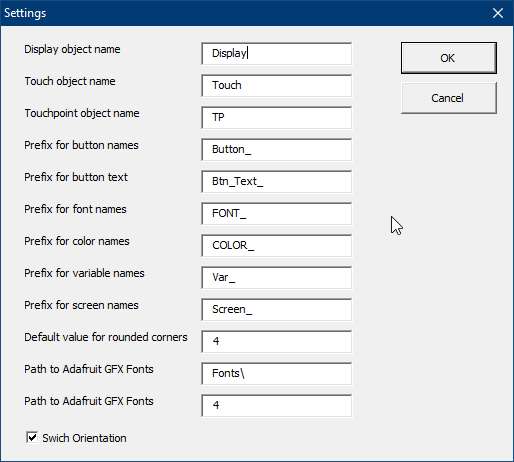 Settings
Display object name Display
OK
Touch object name Touch
Cancel
Touchpoint object name TP
Prefix for button names Button_
Prefix for button text Btn_Text_
Prefix for font names FONT_
Prefix for color names COLOR_
Prefix for variable names Var_
Prefix for screen names Screen_
Default value for rounded corners 4
Path to Adafruit GFX Fonts Fonts\
Path to Adafruit GFX Fonts 4
Swich Orientation